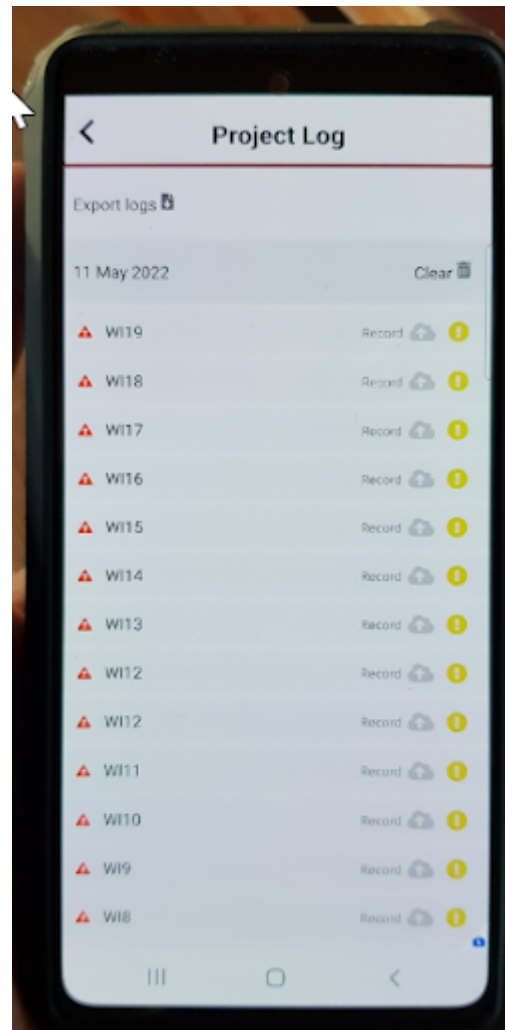 Project Log
Export logs
11 May 2022 Clear
WI19 Record
WI18 Record
WI17 Record
WI16 Record
WI15 Record
WI14 Record
WI13 Record
WI12 Record
WI12 Record
WI11 Record
WI10 Record
WI9 Record
WI8 Record